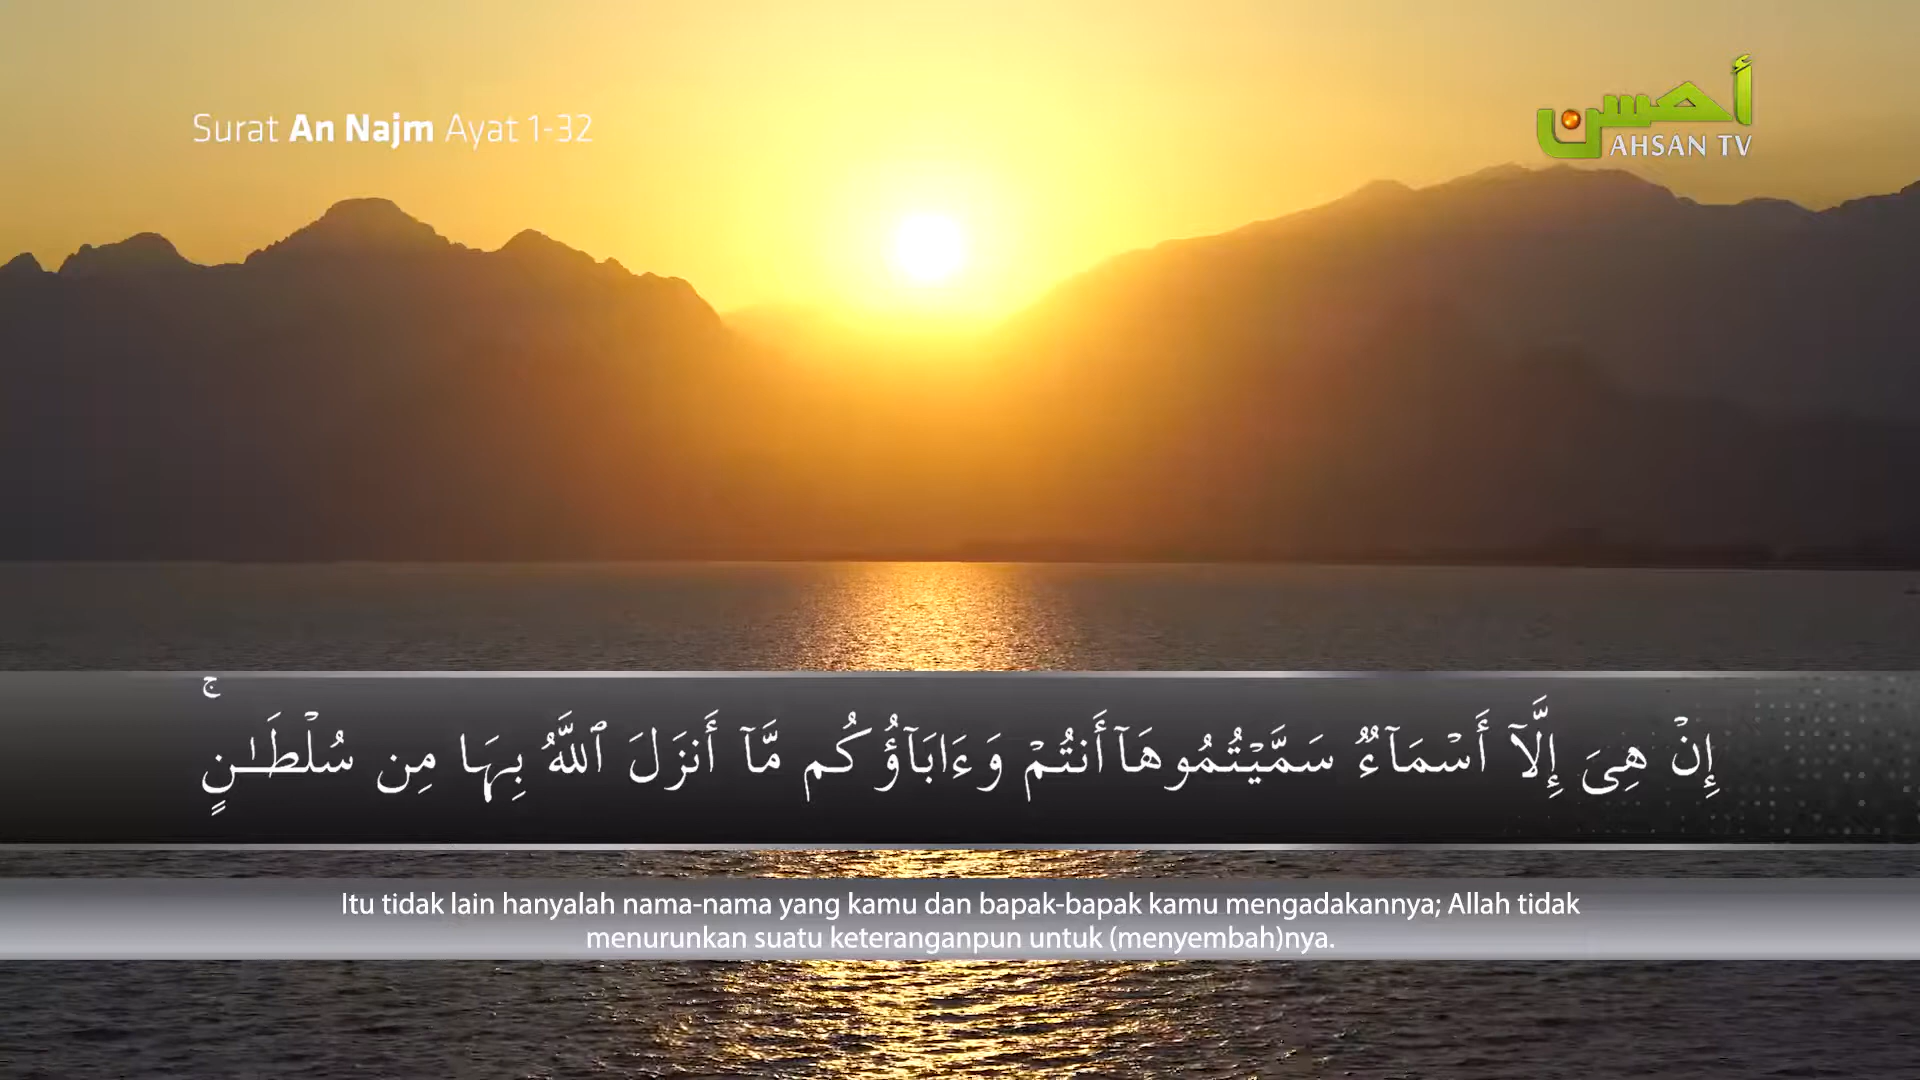 Surat An Najm Ayat 1-32
أحسن
AHSAN TV
إِنْ هِىَ إِلَّآ أَسْمَآءٌ سَمَّيْتُمُوهَآ أَنتُمْ وَءَابَآؤُكُم مَّآ أَنزَلَ ٱللَّهُ بِهَا مِن سُلْطَـٰنٍ ۚ
Itu tidak lain hanyalah nama-nama yang kamu dan bapak-bapak kamu mengadakannya; Allah tidak
menurunkan suatu keteranganpun untuk (menyembah)nya.